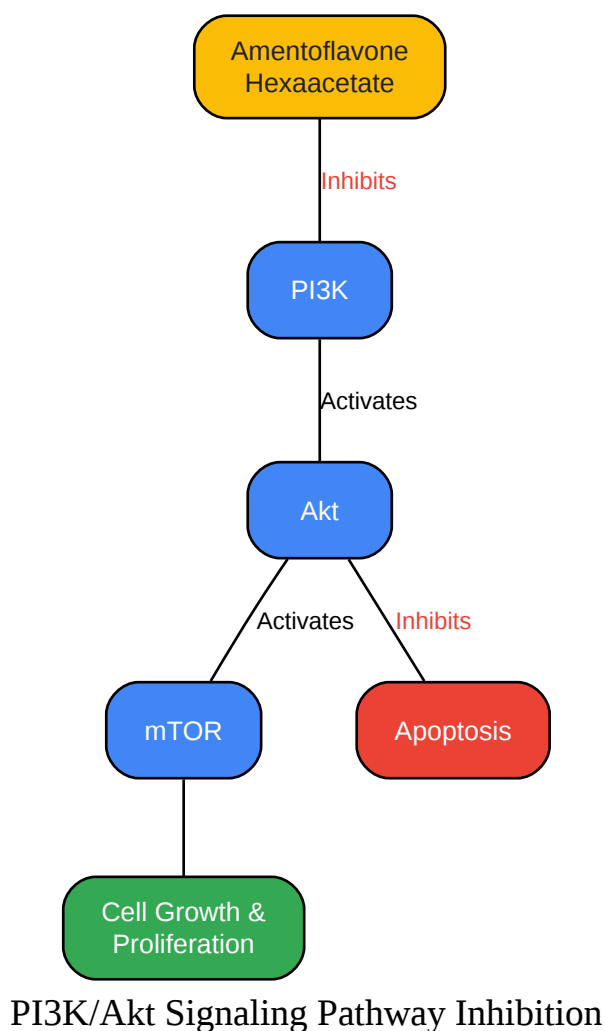 Amentoflavone
Hexaacetate
Inhibits
PI3K
Activates
Akt
Activates
Inhibits
mTOR
Apoptosis
Cell Growth &
Proliferation
PI3K/Akt Signaling Pathway Inhibition